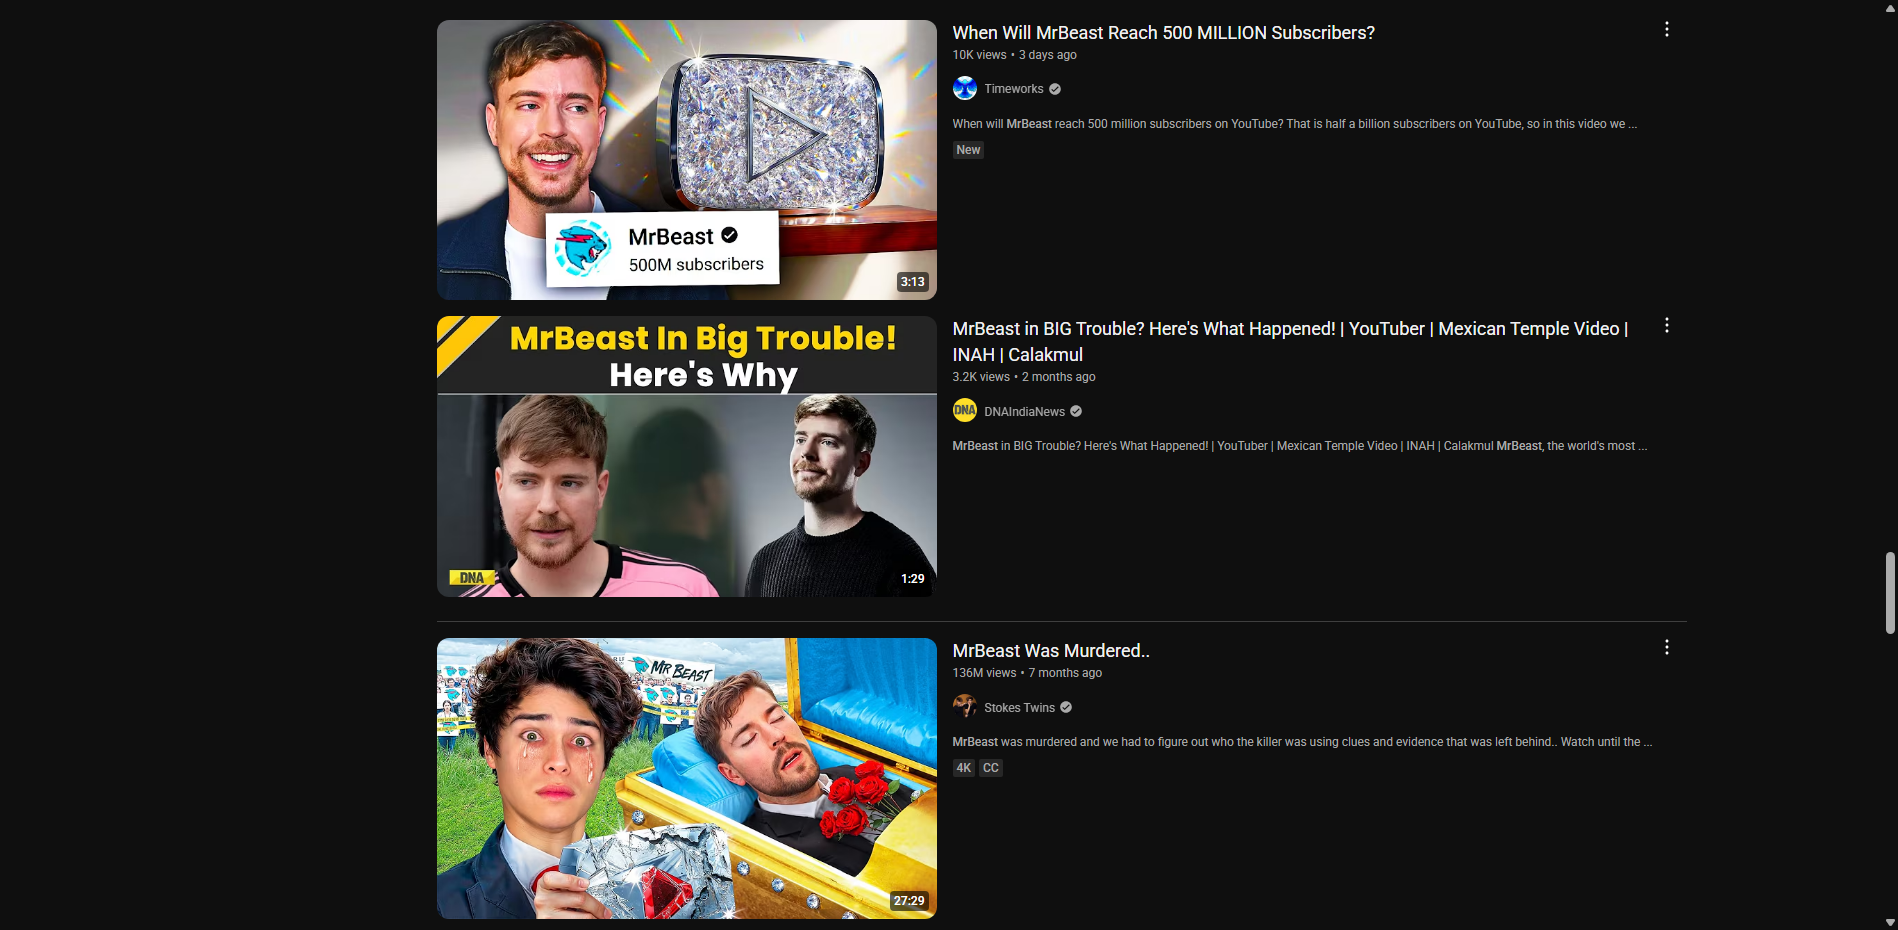 When Will MrBeast Reach 500 MILLION Subscribers?
10K views • 3 days ago
Timeworks
When will MrBeast reach 500 million subscribers on YouTube? That is half a billion subscribers on YouTube, so in this video we ...
New
MrBeast
500M subscribers
3:13
MrBeast In Big Trouble!
Here's Why
DNA
1:29
MrBeast in BIG Trouble? Here's What Happened! | YouTuber | Mexican Temple Video |
INAH | Calakmul
3.2K views • 2 months ago
DNA
DNAIndiaNews
MrBeast in BIG Trouble? Here's What Happened! | YouTuber | Mexican Temple Video | INAH | Calakmul MrBeast, the world's most ...
MR BEAST
27:29
MrBeast Was Murdered..
136M views • 7 months ago
Stokes Twins
MrBeast was murdered and we had to figure out who the killer was using clues and evidence that was left behind.. Watch until the ...
4K CC